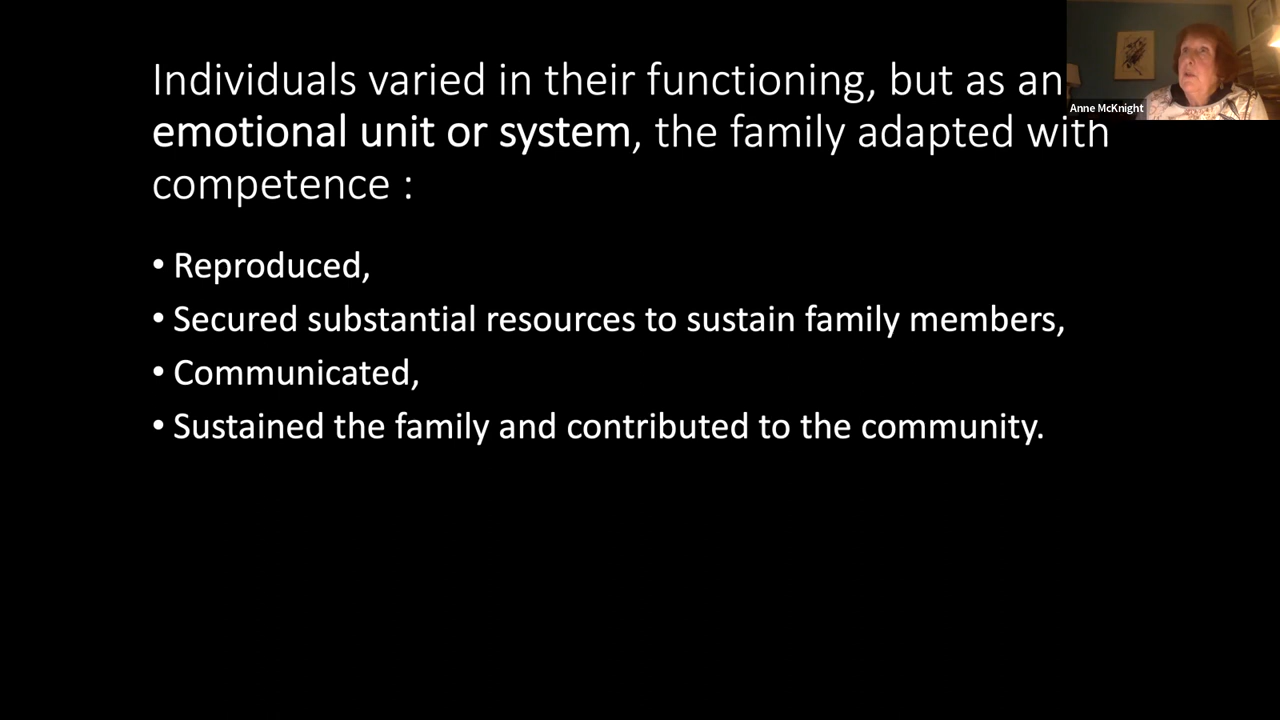 Individuals varied in their functioning, but as an
emotional unit or system, the family adapted with
competence :
• Reproduced,
• Secured substantial resources to sustain family members,
• Communicated,
• Sustained the family and contributed to the community.
Anne McKnight